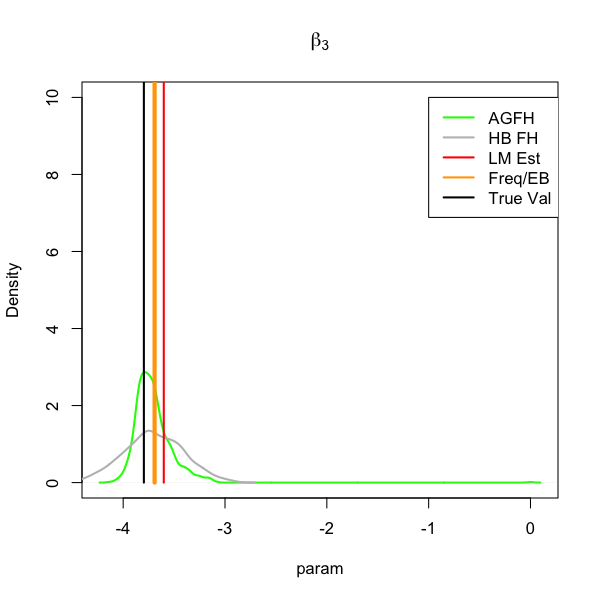 β3
Density
0 2 4 6 8 10
AGFH
HB FH
LM Est
Freq/EB
True Val
-4 -3 -2 -1 0
param